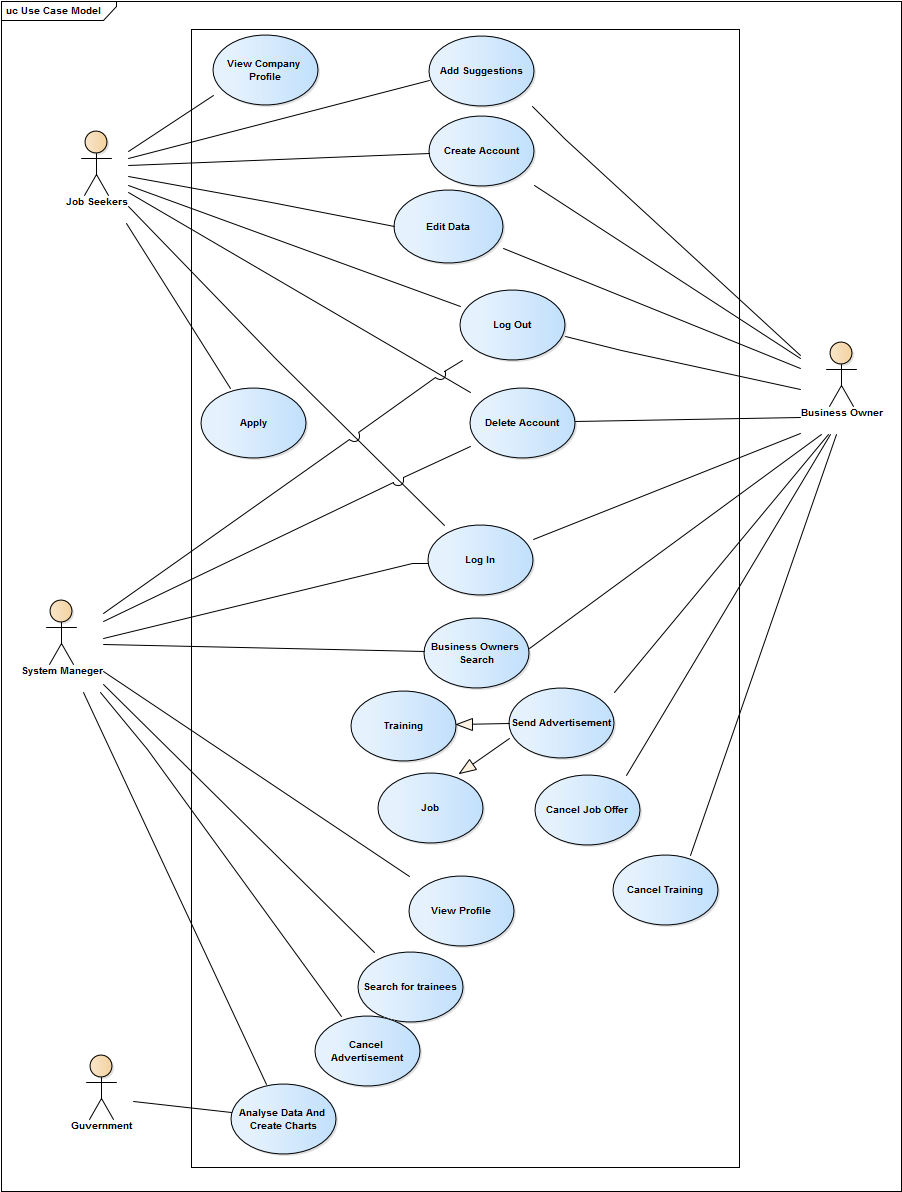 uc Use Case Model
View Company
Profile
Add Suggestions
Create Account
Job Seekers
Edit Data
Log Out
Business Owner
Apply
Delete Account
Log In
Business Owners
Search
System Manager
Training
Send Advertisement
Job
Cancel Job Offer
Cancel Training
View Profile
Search for trainees
Cancel
Advertisement
Analyse Data And
Create Charts
Guvernment